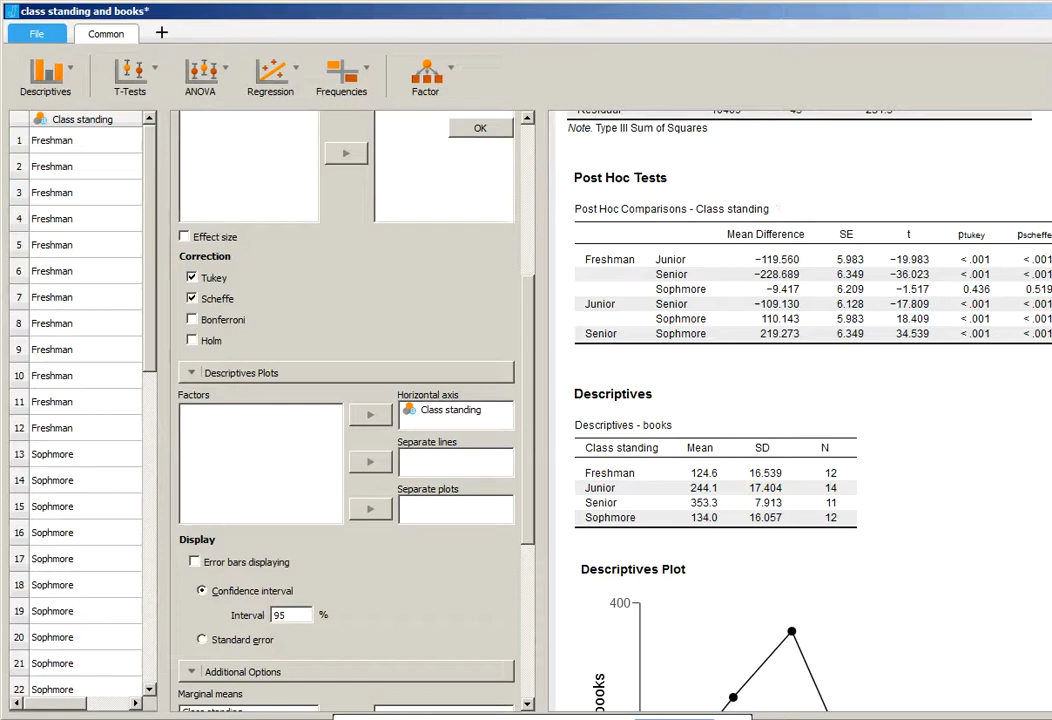 class standing and books*
File
Common
+
Descriptives
T-Tests
ANOVA
Regression
Frequencies
Factor
Class standing
1 Freshman
2 Freshman
3 Freshman
4 Freshman
5 Freshman
6 Freshman
7 Freshman
8 Freshman
9 Freshman
10 Freshman
11 Freshman
12 Freshman
13 Sophmore
14 Sophmore
15 Sophmore
16 Sophmore
17 Sophmore
18 Sophmore
19 Sophmore
20 Sophmore
21 Sophmore
22 Sophmore
OK
Effect size
Correction
Tukey
Scheffe
Bonferroni
Holm
Descriptives Plots
Factors
Horizontal axis
Class standing
Separate lines
Separate plots
Display
Error bars displaying
Confidence interval
Interval 95 %
Standard error
Additional Options
Marginal means
Class standing
Note. Type III Sum of Squares
Post Hoc Tests
Post Hoc Comparisons - Class standing
Mean Difference SE t ptukey pscheffe
Freshman Junior −119.560 5.983 −19.983 < .001 < .001
Senior −228.689 6.349 −36.023 < .001 < .001
Sophmore −9.417 6.209 −1.517 0.436 0.519
Junior Senior −109.130 6.128 −17.809 < .001 < .001
Sophmore 110.143 5.983 18.409 < .001 < .001
Senior Sophmore 219.273 6.349 34.539 < .001 < .001
Descriptives
Descriptives - books
Class standing Mean SD N
Freshman 124.6 16.539 12
Junior 244.1 17.404 14
Senior 353.3 7.913 11
Sophmore 134.0 16.057 12
Descriptives Plot
400
books